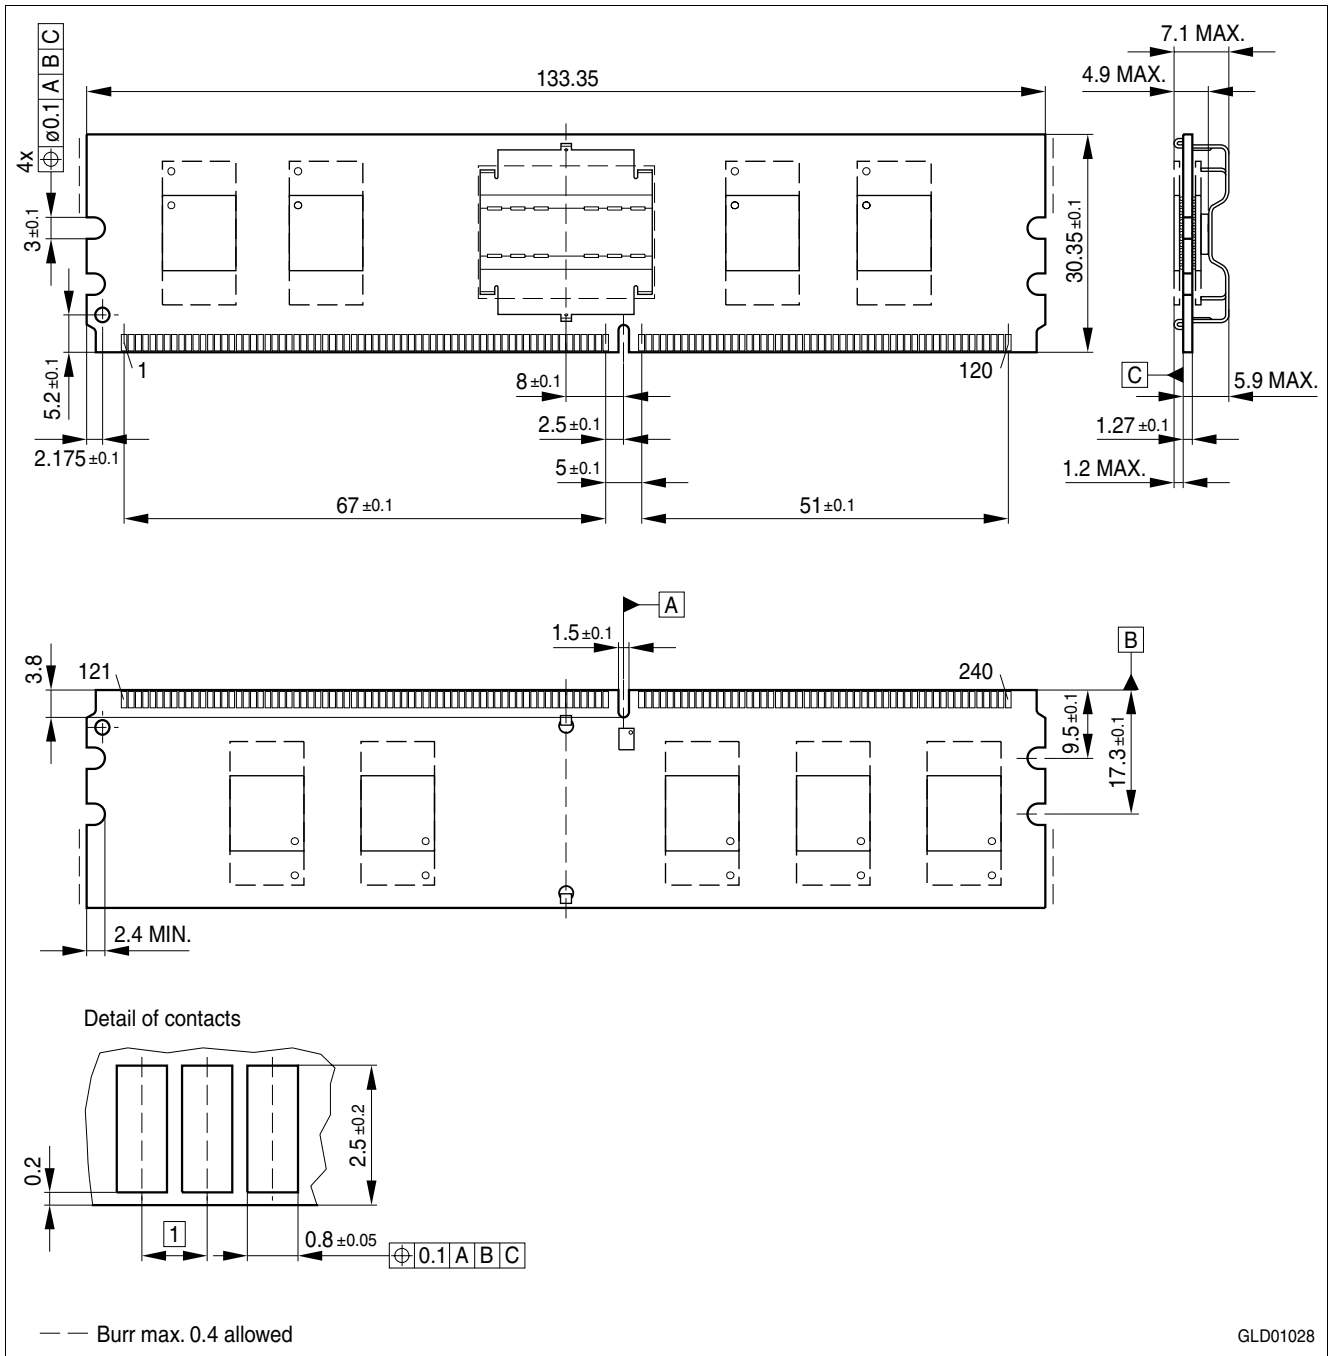 7.1 MAX.
4.9 MAX.
133.35
4x
⌖ ø0.1 A B C
3 ±0.1
30.35 ±0.1
5.2 ±0.1
1
120
C
8 ±0.1
5.9 MAX.
2.5 ±0.1
1.27 ±0.1
2.175 ±0.1
5 ±0.1
1.2 MAX.
67 ±0.1
51 ±0.1
A
1.5 ±0.1
B
3.8
121
240
9.5 ±0.1
17.3 ±0.1
2.4 MIN.
Detail of contacts
2.5 ±0.2
0.2
1
0.8 ±0.05
⌖ 0.1 A B C
Burr max. 0.4 allowed
GLD01028